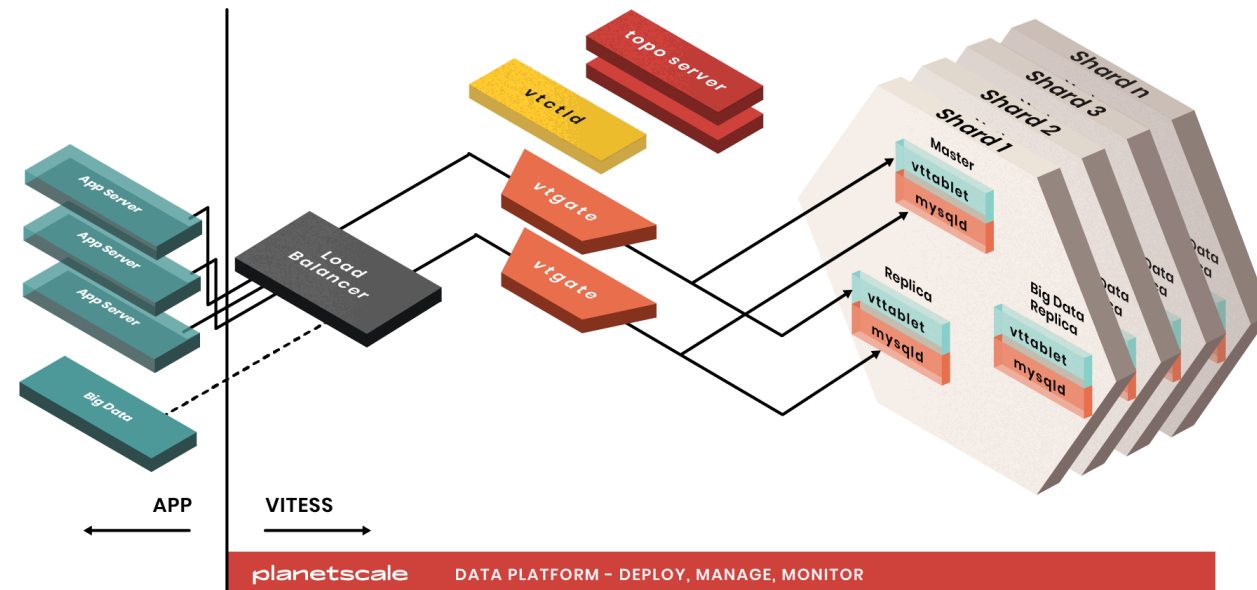 topo server
vtctld
Shard n
Shard 3
Shard 2
Shard 1
App Server
App Server
App Server
Big Data
Load
Balancer
vtgate
vtgate
Master
vttablet
mysqld
Replica
vttablet
mysqld
Big Data
Replica
vttablet
mysqld
APP
VITESS
planetscale
DATA PLATFORM - DEPLOY, MANAGE, MONITOR